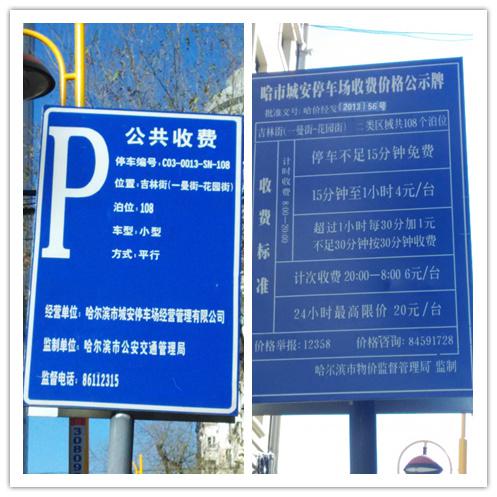 P
公共收费
停车编号:C03-0013-SN-108
位置:吉林街(一曼街-花园街)
泊位:108
车型:小型
方式:平行
经营单位:哈尔滨市城安停车场经营管理有限公司
监制单位:哈尔滨市公安交通管理局
监督电话:86112315
30809
哈市城安停车场收费价格公示牌
批准文号:哈价经发[2013]56号
吉林街(一曼街-花园街) 二类区域共108个泊位
收费标准
计时收费 8:00-20:00
停车不足15分钟免费
15分钟至1小时4元/台
超过1小时每30分加1元
不足30分钟按30分钟收费
计次收费 20:00-8:00 6元/台
24小时最高限价 20元/台
价格举报:12358 价格咨询:84591728
哈尔滨市物价监督管理局 监制